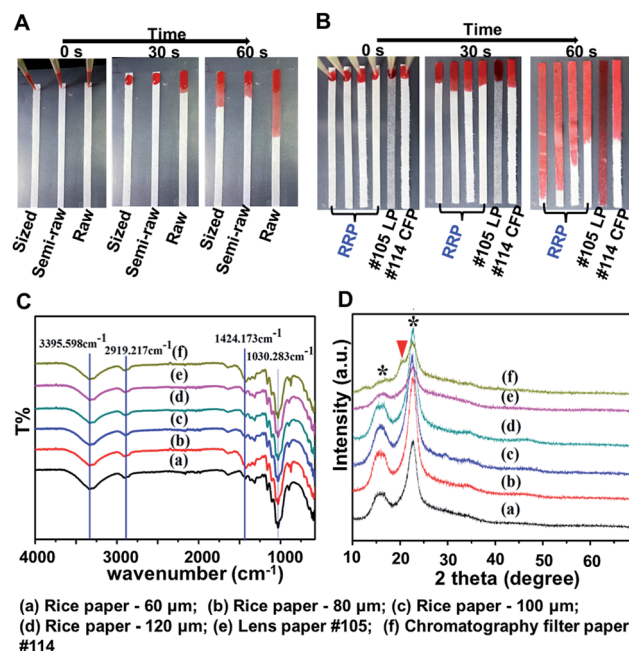 A
Time
0 s 30 s 60 s
Sized
Semi-raw
Raw
Sized
Semi-raw
Raw
Sized
Semi-raw
Raw
B
Time
0 s 30 s 60 s
RRP
#105 LP
#114 CFP
RRP
#105 LP
#114 CFP
RRP
#105 LP
#114 CFP
C
3395.598cm-1 2919.217cm-1 1424.173cm-1
1030.283cm-1
(f)
(e)
(d)
(c)
(b)
(a)
T%
4000 3000 2000 1000
wavenumber (cm-1)
D
*
*
(f)
(e)
(d)
(c)
(b)
(a)
Intensity (a.u.)
10 20 30 40 50 60
2 theta (degree)
(a) Rice paper - 60 μm; (b) Rice paper - 80 μm; (c) Rice paper - 100 μm;
(d) Rice paper - 120 μm; (e) Lens paper #105; (f) Chromatography filter paper
#114